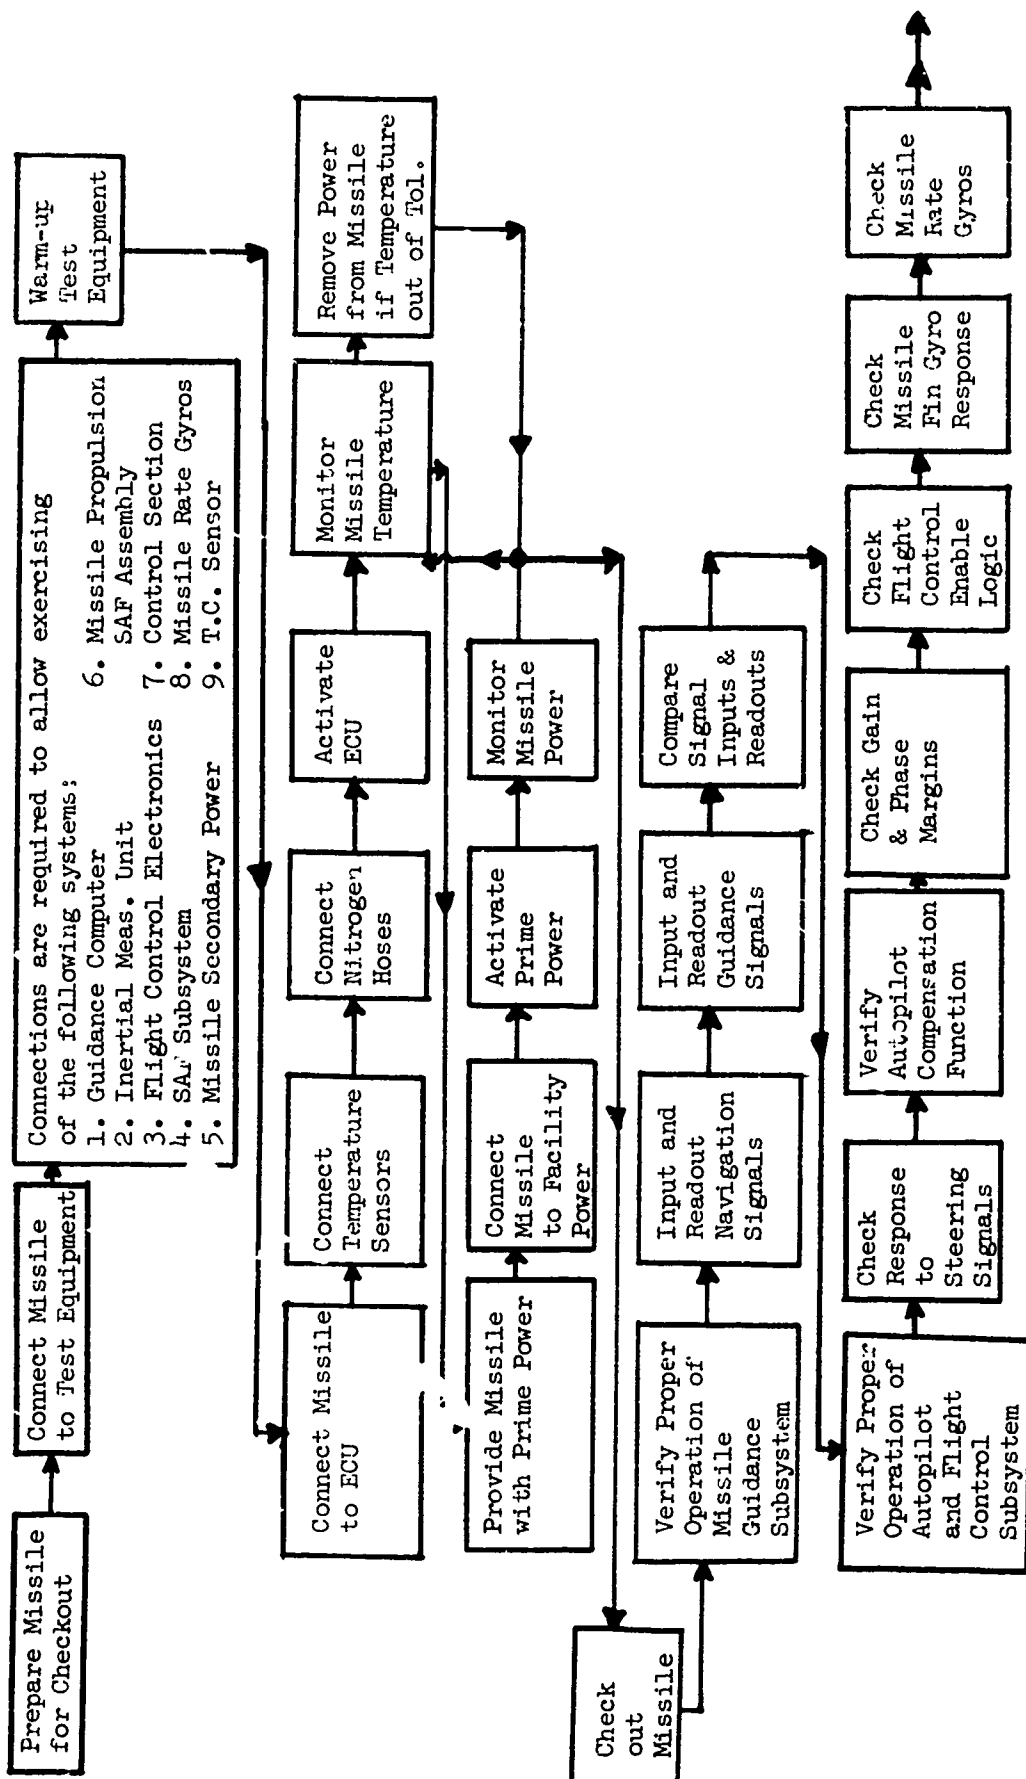 Prepare Missile
for Checkout
Connect Missile
to Test Equipment
Connections are required to allow exercising
of the following systems;
1. Guidance Computer
2. Inertial Meas. Unit
3. Flight Control Electronics
4. SAF Subsystem
5. Missile Secondary Power
6. Missile Propulsion
SAF Assembly
7. Control Section
8. Missile Rate Gyros
9. T.C. Sensor
Warm-up
Test
Equipment
Connect Missile
to ECU
Connect
Temperature
Sensors
Connect
Nitrogen
Hoses
Activate
ECU
Monitor
Missile
Temperature
Remove Power
from Missile
if Temperature
out of Tol.
Provide Missile
with Prime Power
Connect
Missile
to Facility
Power
Activate
Prime
Power
Monitor
Missile
Power
Check
out
Missile
Verify Proper
Operation of
Missile
Guidance
Subsystem
Input and
Readout
Navigation
Signals
Input and
Readout
Guidance
Signals
Compare
Signal
Inputs &
Readouts
Verify Proper
Operation of
Autopilot
and Flight
Control
Subsystem
Check
Response
to
Steering
Signals
Verify
Autopilot
Compensation
Function
Check Gain
& Phase
Margins
Check
Flight
Control
Enable
Logic
Check
Missile
Fin Gyro
Response
Check
Missile
Rate
Gyros